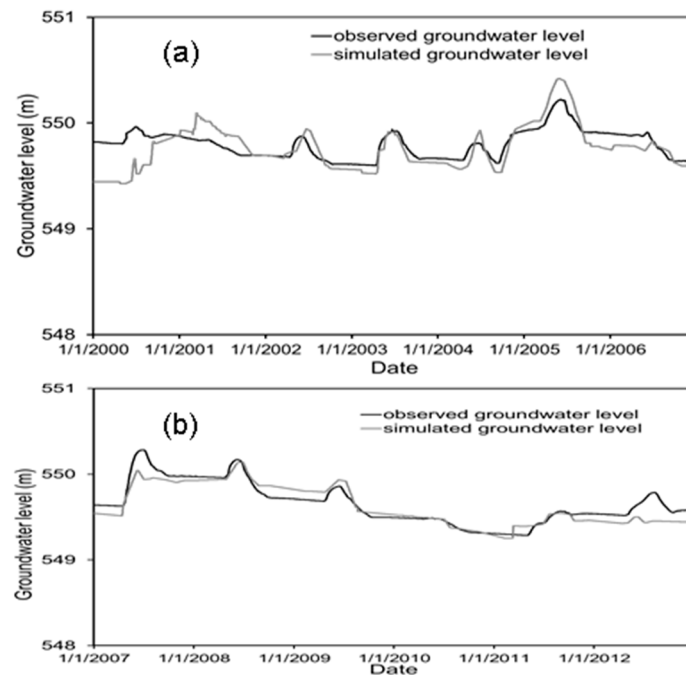 551
(a)
observed groundwater level
simulated groundwater level
550
549
548
Groundwater level (m)
1/1/2000 1/1/2001 1/1/2002 1/1/2003 1/1/2004 1/1/2005 1/1/2006
Date
551
(b)
observed groundwater level
simulated groundwater level
550
549
548
Groundwater level (m)
1/1/2007 1/1/2008 1/1/2009 1/1/2010 1/1/2011 1/1/2012
Date